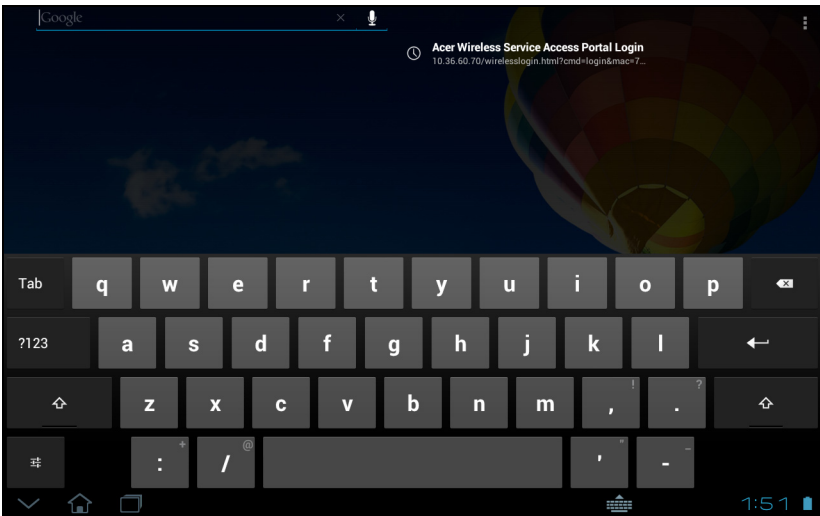 Google
Acer Wireless Service Access Portal Login
10.36.60.70/wirelesslogin.html?cmd=login&mac=7...
Tab q w e r t y u i o p
?123 a s d f g h j k l
z x c v b n m , ! . ?
: + / @ ' " - _
1:51